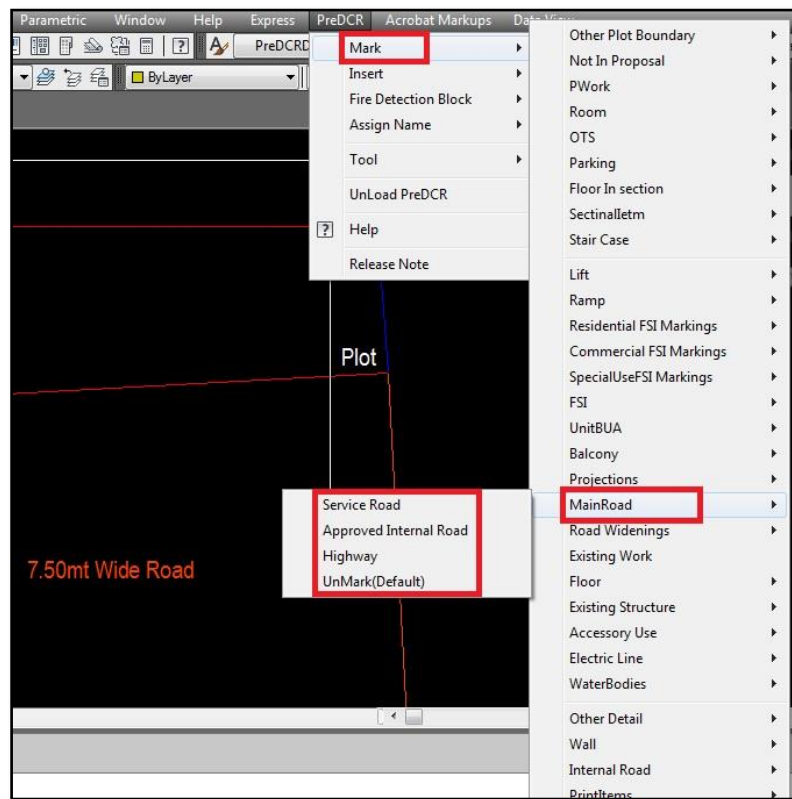 Parametric Window Help Express PreDCR Acrobat Markups Data View
PreDCRD
ByLayer
Mark
Insert
Fire Detection Block
Assign Name
Tool
UnLoad PreDCR
Help
Release Note
Other Plot Boundary
Not In Proposal
PWork
Room
OTS
Parking
Floor In section
SectinalIetm
Stair Case
Lift
Ramp
Residential FSI Markings
Commercial FSI Markings
SpecialUseFSI Markings
FSI
UnitBUA
Balcony
Projections
MainRoad
Road Widenings
Existing Work
Floor
Existing Structure
Accessory Use
Electric Line
WaterBodies
Other Detail
Wall
Internal Road
PrintItems
Service Road
Approved Internal Road
Highway
UnMark(Default)
Plot
7.50mt Wide Road